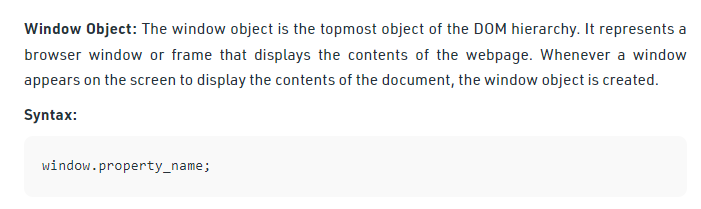 Window Object: The window object is the topmost object of the DOM hierarchy. It represents a
browser window or frame that displays the contents of the webpage. Whenever a window
appears on the screen to display the contents of the document, the window object is created.
Syntax:
window.property_name;